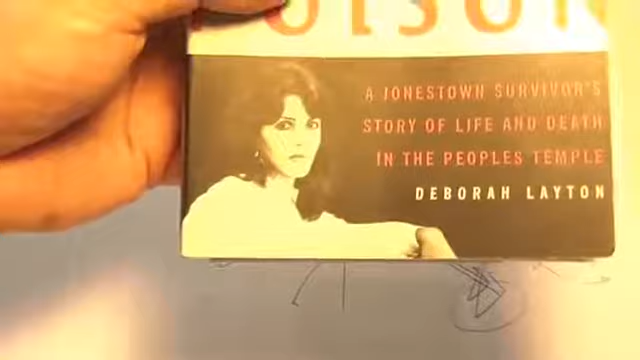 A JONESTOWN SURVIVOR'S
STORY OF LIFE AND DEATH
IN THE PEOPLES TEMPLE
DEBORAH LAYTON